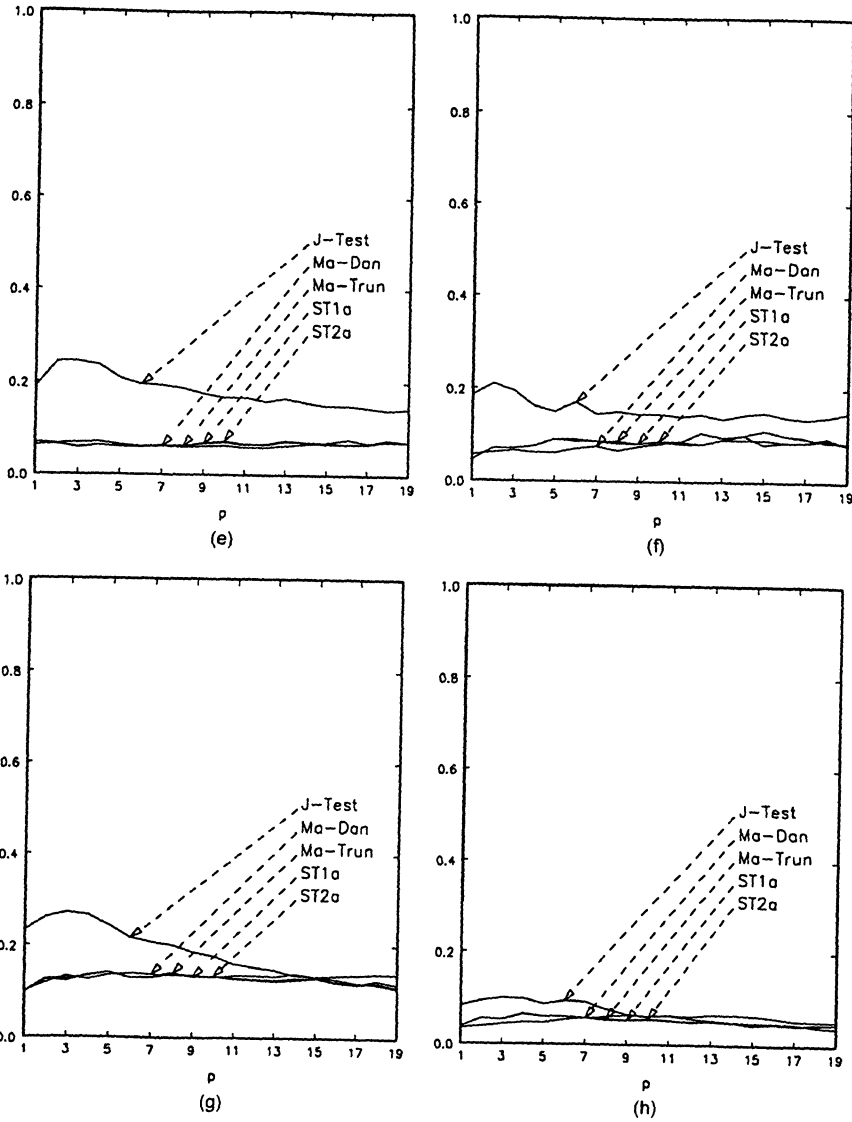 1.0
0.8
0.6
0.4
0.2
0.0
J-Test
Ma-Dan
Ma-Trun
ST1a
ST2a
1 3 5 7 9 11 13 15 17 19
p
(e)
1.0
0.8
0.6
0.4
0.2
0.0
J-Test
Ma-Dan
Ma-Trun
ST1a
ST2a
1 3 5 7 9 11 13 15 17 19
p
(f)
1.0
0.8
0.6
0.4
0.2
0.0
J-Test
Ma-Dan
Ma-Trun
ST1a
ST2a
1 3 5 7 9 11 13 15 17 19
p
(g)
1.0
0.8
0.6
0.4
0.2
0.0
J-Test
Ma-Dan
Ma-Trun
ST1a
ST2a
1 3 5 7 9 11 13 15 17 19
p
(h)